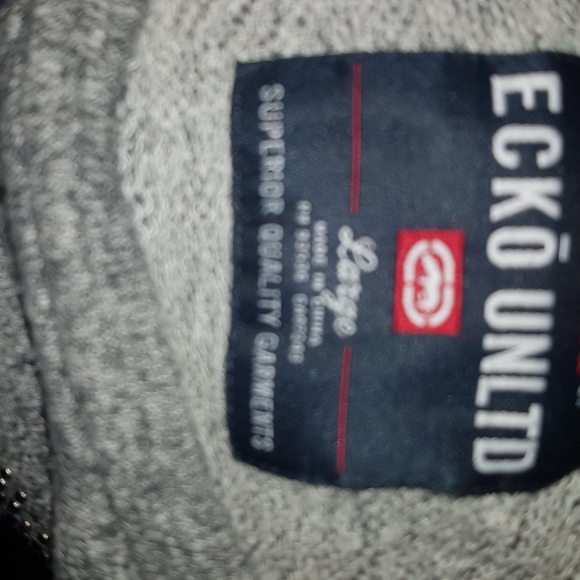 ECKŌ UNLTD
Large
MADE IN CHINA
SUPERIOR QUALITY GARMENTS